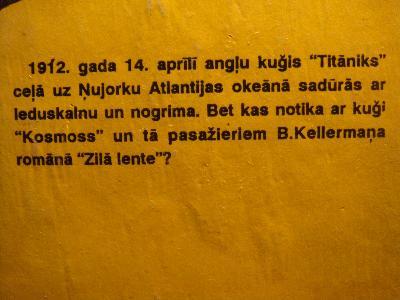 1912. gada 14. aprīlī angļu kuģis "Titāniks"
ceļā uz Ņujorku Atlantijas okeānā sadūrās ar
leduskalnu un nogrima. Bet kas notika ar kuģi
"Kosmoss" un tā pasažieriem B.Kellermaņa
romānā "Zilā lente"?